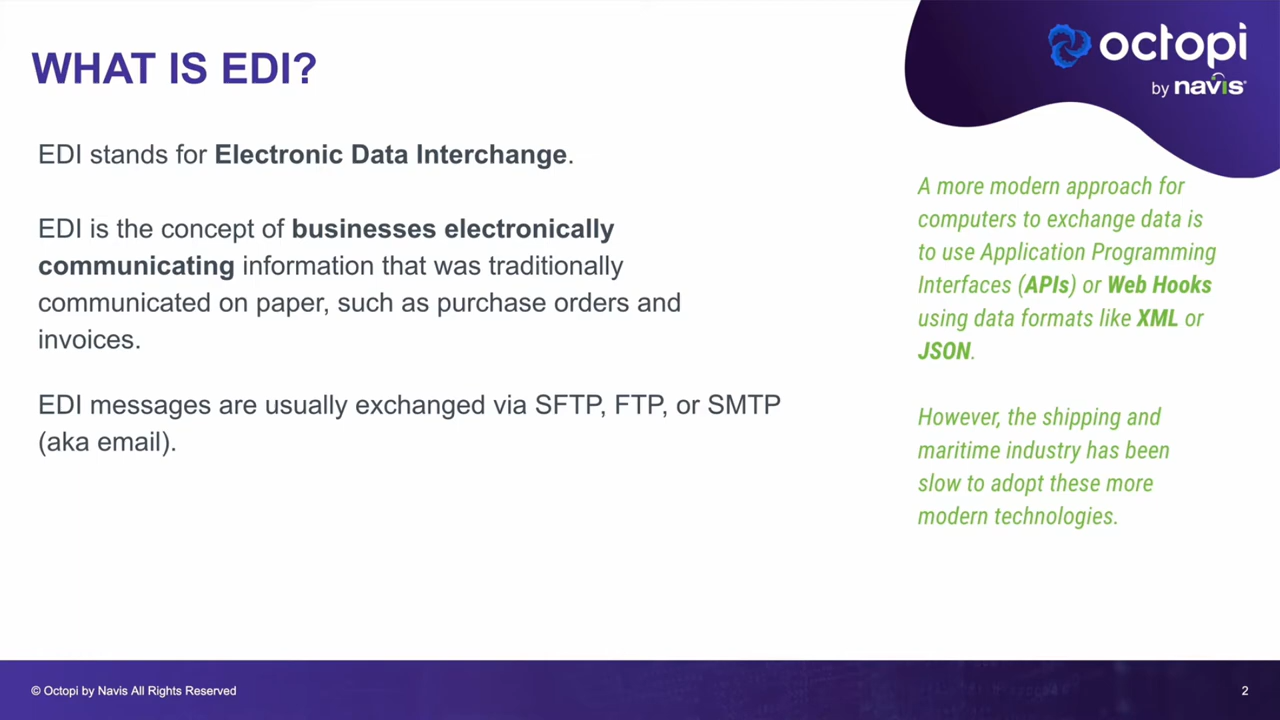 WHAT IS EDI?
octopi
by navis
EDI stands for Electronic Data Interchange.
EDI is the concept of businesses electronically
communicating information that was traditionally
communicated on paper, such as purchase orders and
invoices.
EDI messages are usually exchanged via SFTP, FTP, or SMTP
(aka email).
A more modern approach for
computers to exchange data is
to use Application Programming
Interfaces (APIs) or Web Hooks
using data formats like XML or
JSON.
However, the shipping and
maritime industry has been
slow to adopt these more
modern technologies.
© Octopi by Navis All Rights Reserved
2